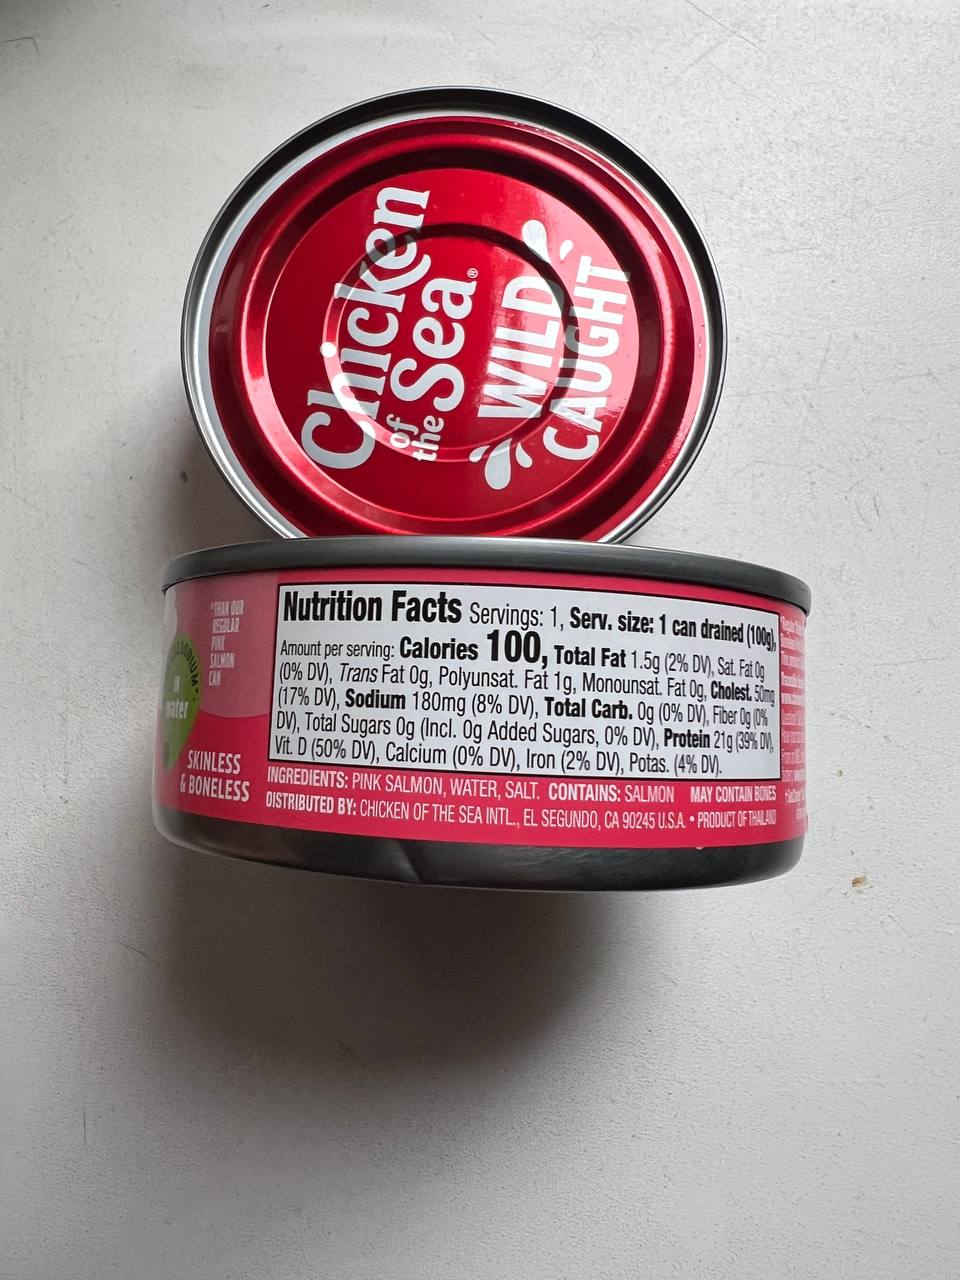 Chicken
of the Sea®
WILD
CAUGHT
*THAN OUR
REGULAR
PINK
SALMON
CAN
SODIUM*
IN
water
SKINLESS
& BONELESS
Nutrition Facts Servings: 1, Serv. size: 1 can drained (100g),
Amount per serving: Calories 100, Total Fat 1.5g (2% DV), Sat. Fat 0g
(0% DV), Trans Fat 0g, Polyunsat. Fat 1g, Monounsat. Fat 0g, Cholest. 50mg
(17% DV), Sodium 180mg (8% DV), Total Carb. 0g (0% DV), Fiber 0g (0%
DV), Total Sugars 0g (Incl. 0g Added Sugars, 0% DV), Protein 21g (39% DV),
Vit. D (50% DV), Calcium (0% DV), Iron (2% DV), Potas. (4% DV).
INGREDIENTS: PINK SALMON, WATER, SALT. CONTAINS: SALMON MAY CONTAIN BONES
DISTRIBUTED BY: CHICKEN OF THE SEA INTL., EL SEGUNDO, CA 90245 U.S.A. • PRODUCT OF THAILAND